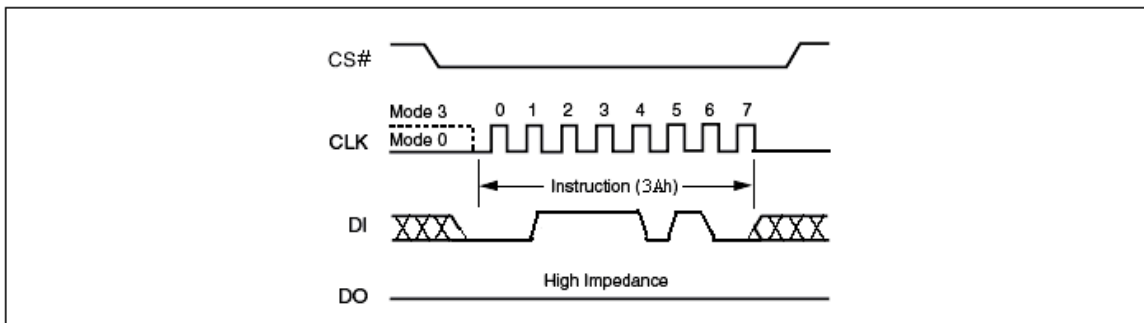 CS#
Mode 3 0 1 2 3 4 5 6 7
CLK Mode 0
Instruction (3Ah)
DI
High Impedance
DO